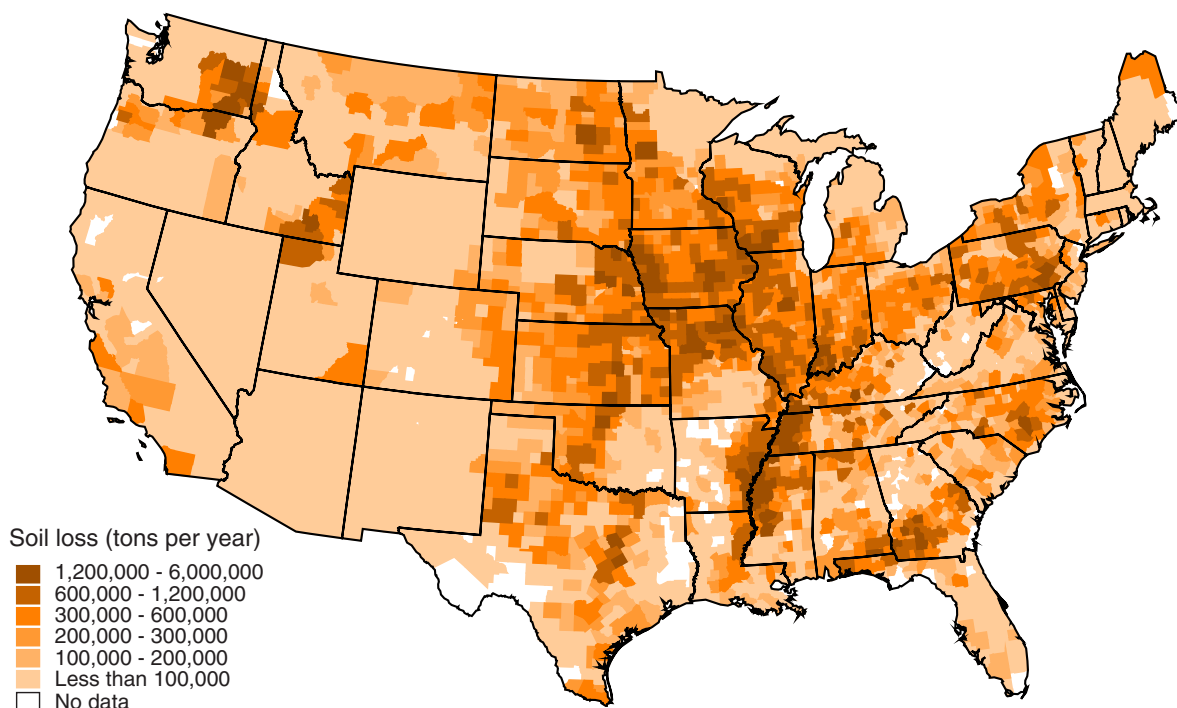 Soil loss (tons per year)
1,200,000 - 6,000,000
600,000 - 1,200,000
300,000 - 600,000
200,000 - 300,000
100,000 - 200,000
Less than 100,000
No data